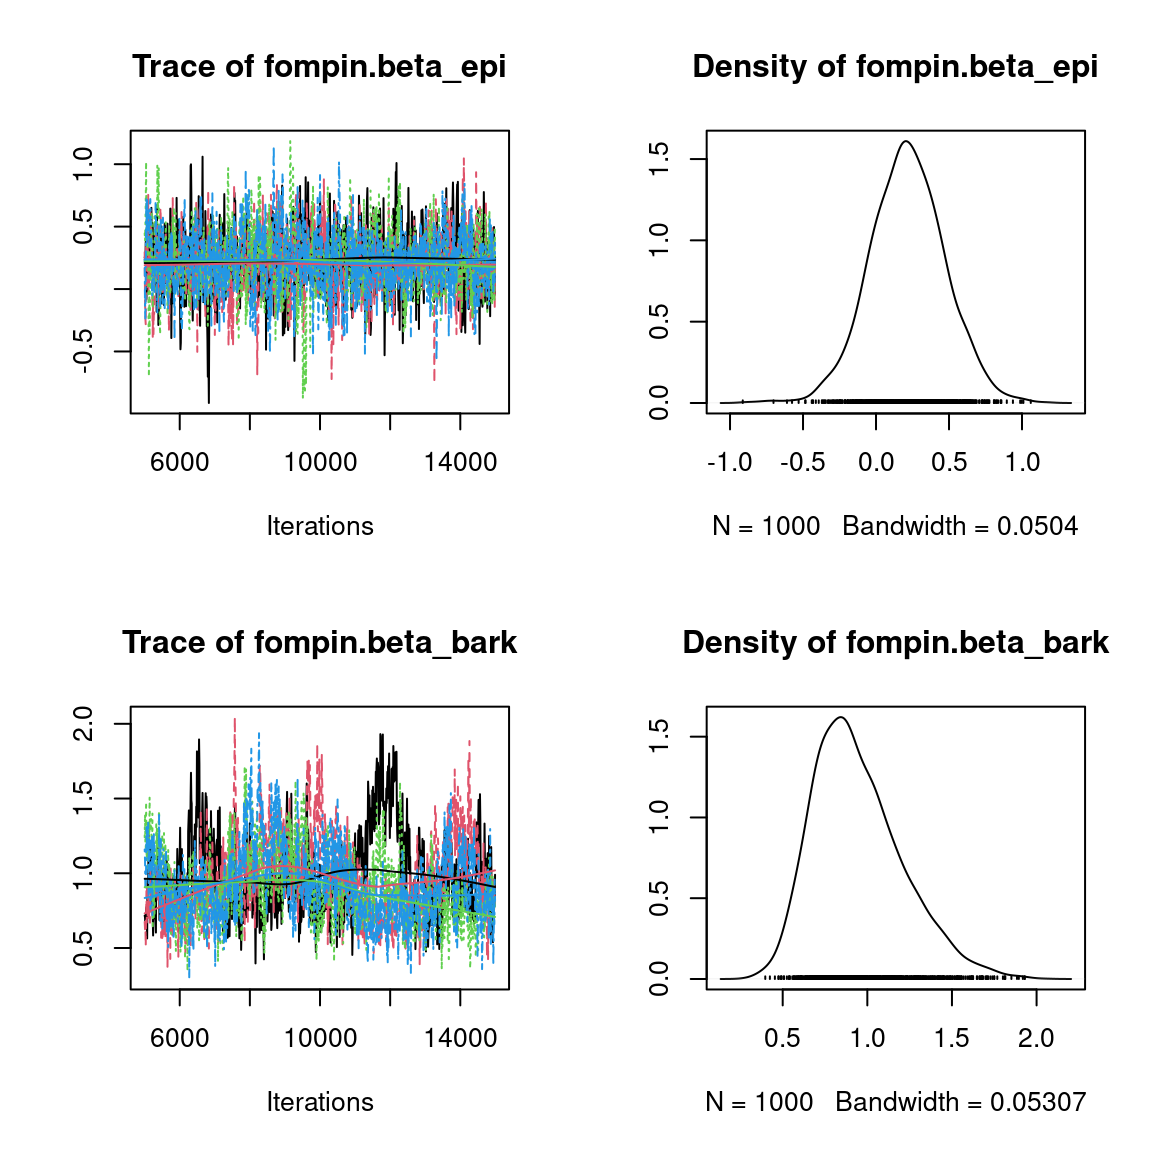 Trace of fompin.beta_epi
Density of fompin.beta_epi
1.0
0.5
-0.5
6000 10000 14000
Iterations
1.5
1.0
0.5
0.0
-1.0 -0.5 0.0 0.5 1.0
N = 1000 Bandwidth = 0.0504
Trace of fompin.beta_bark
Density of fompin.beta_bark
2.0
1.5
1.0
0.5
6000 10000 14000
Iterations
1.5
1.0
0.5
0.0
0.5 1.0 1.5 2.0
N = 1000 Bandwidth = 0.05307